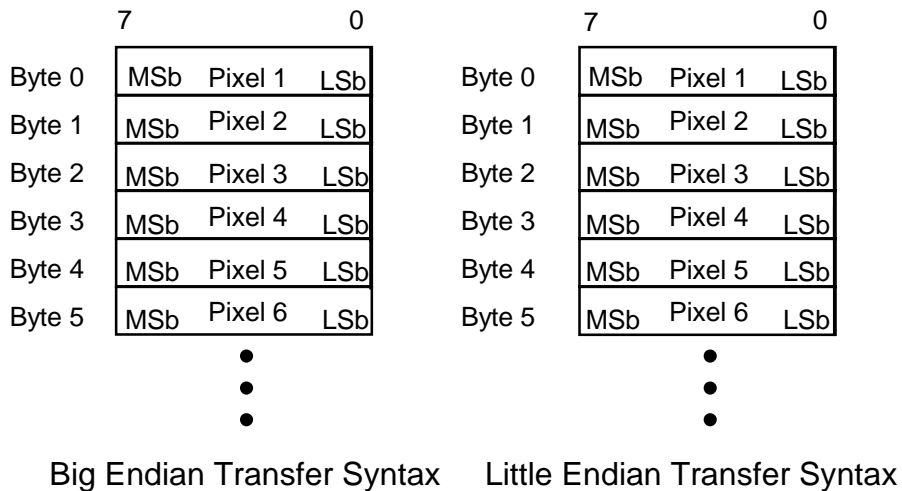 7 0 7 0
Byte 0 MSb Pixel 1 LSb Byte 0 MSb Pixel 1 LSb
Byte 1 MSb Pixel 2 LSb Byte 1 MSb Pixel 2 LSb
Byte 2 MSb Pixel 3 LSb Byte 2 MSb Pixel 3 LSb
Byte 3 MSb Pixel 4 LSb Byte 3 MSb Pixel 4 LSb
Byte 4 MSb Pixel 5 LSb Byte 4 MSb Pixel 5 LSb
Byte 5 MSb Pixel 6 LSb Byte 5 MSb Pixel 6 LSb
Big Endian Transfer Syntax Little Endian Transfer Syntax